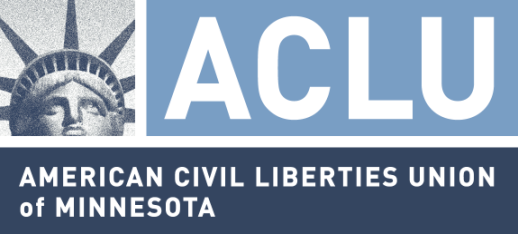 ACLU
AMERICAN CIVIL LIBERTIES UNION
of MINNESOTA